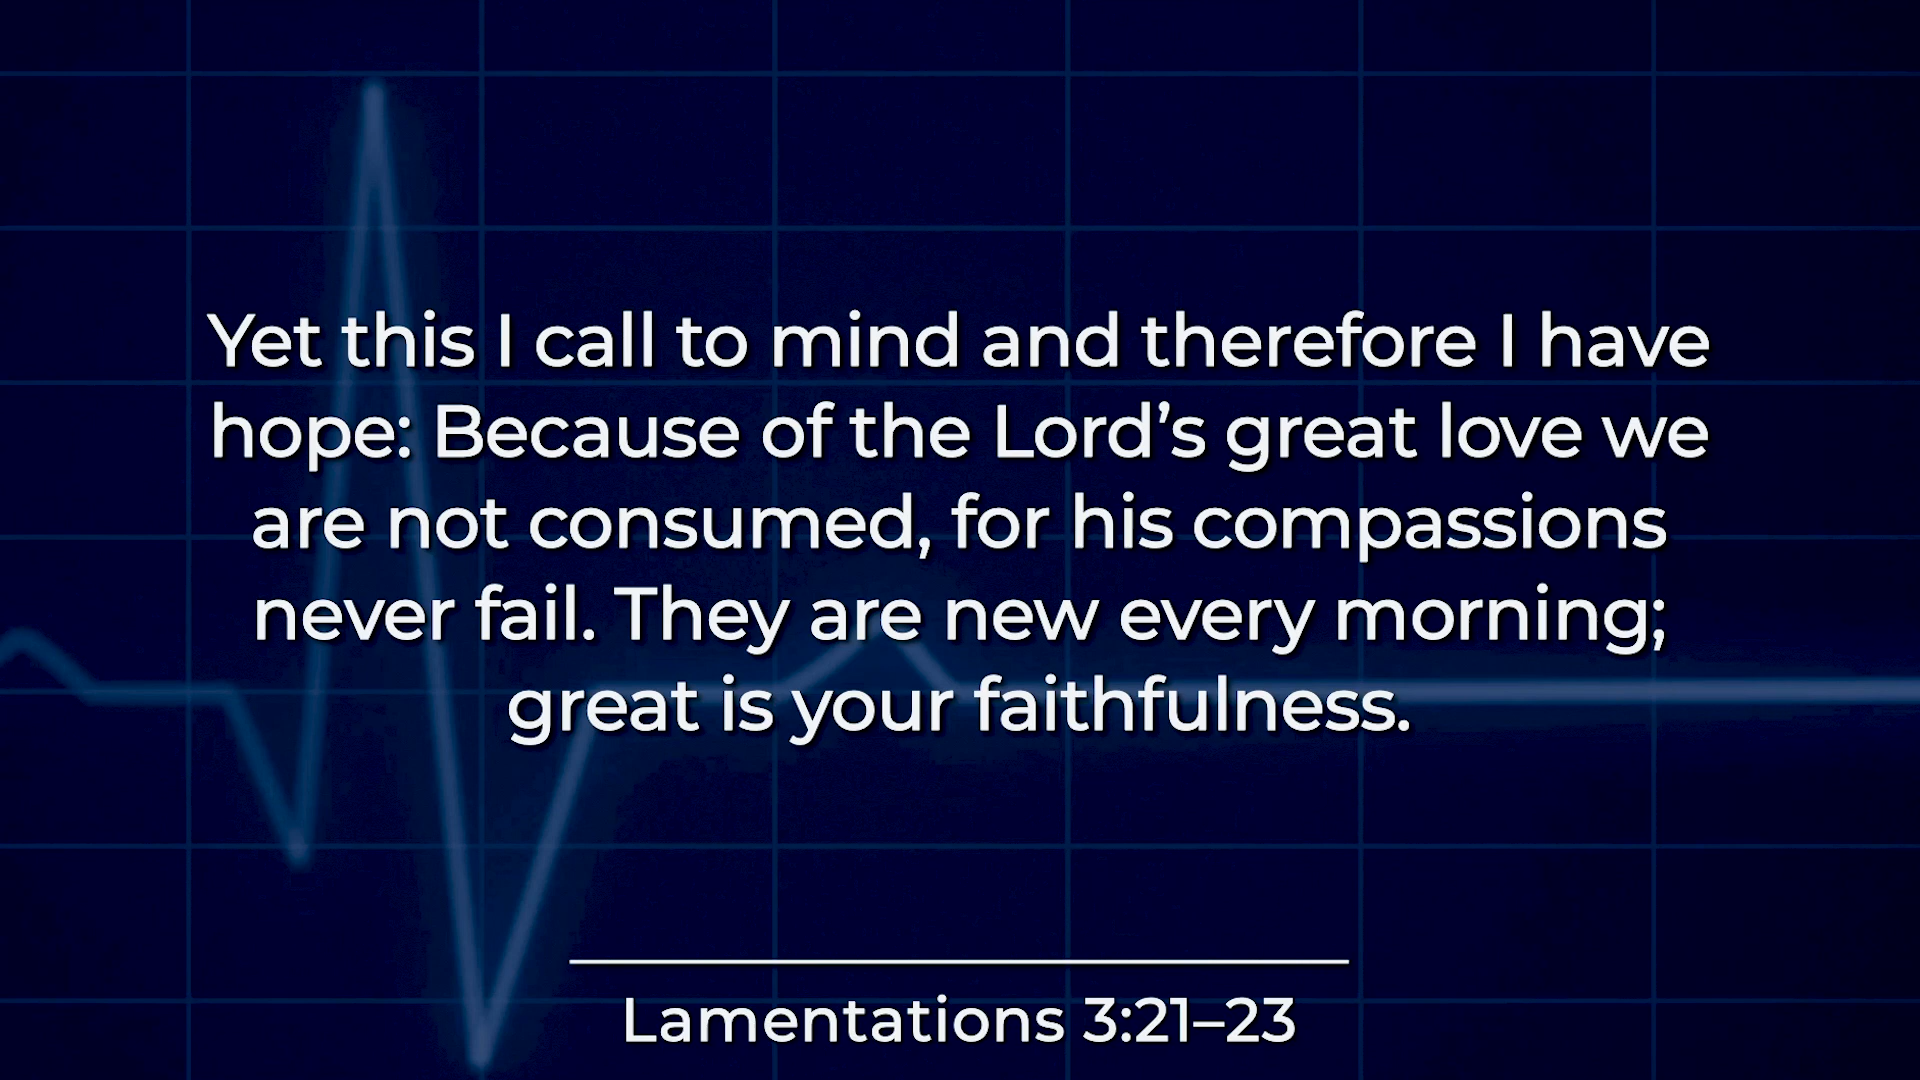 Yet this I call to mind and therefore I have
hope: Because of the Lord’s great love we
are not consumed, for his compassions
never fail. They are new every morning;
great is your faithfulness.
Lamentations 3:21–23